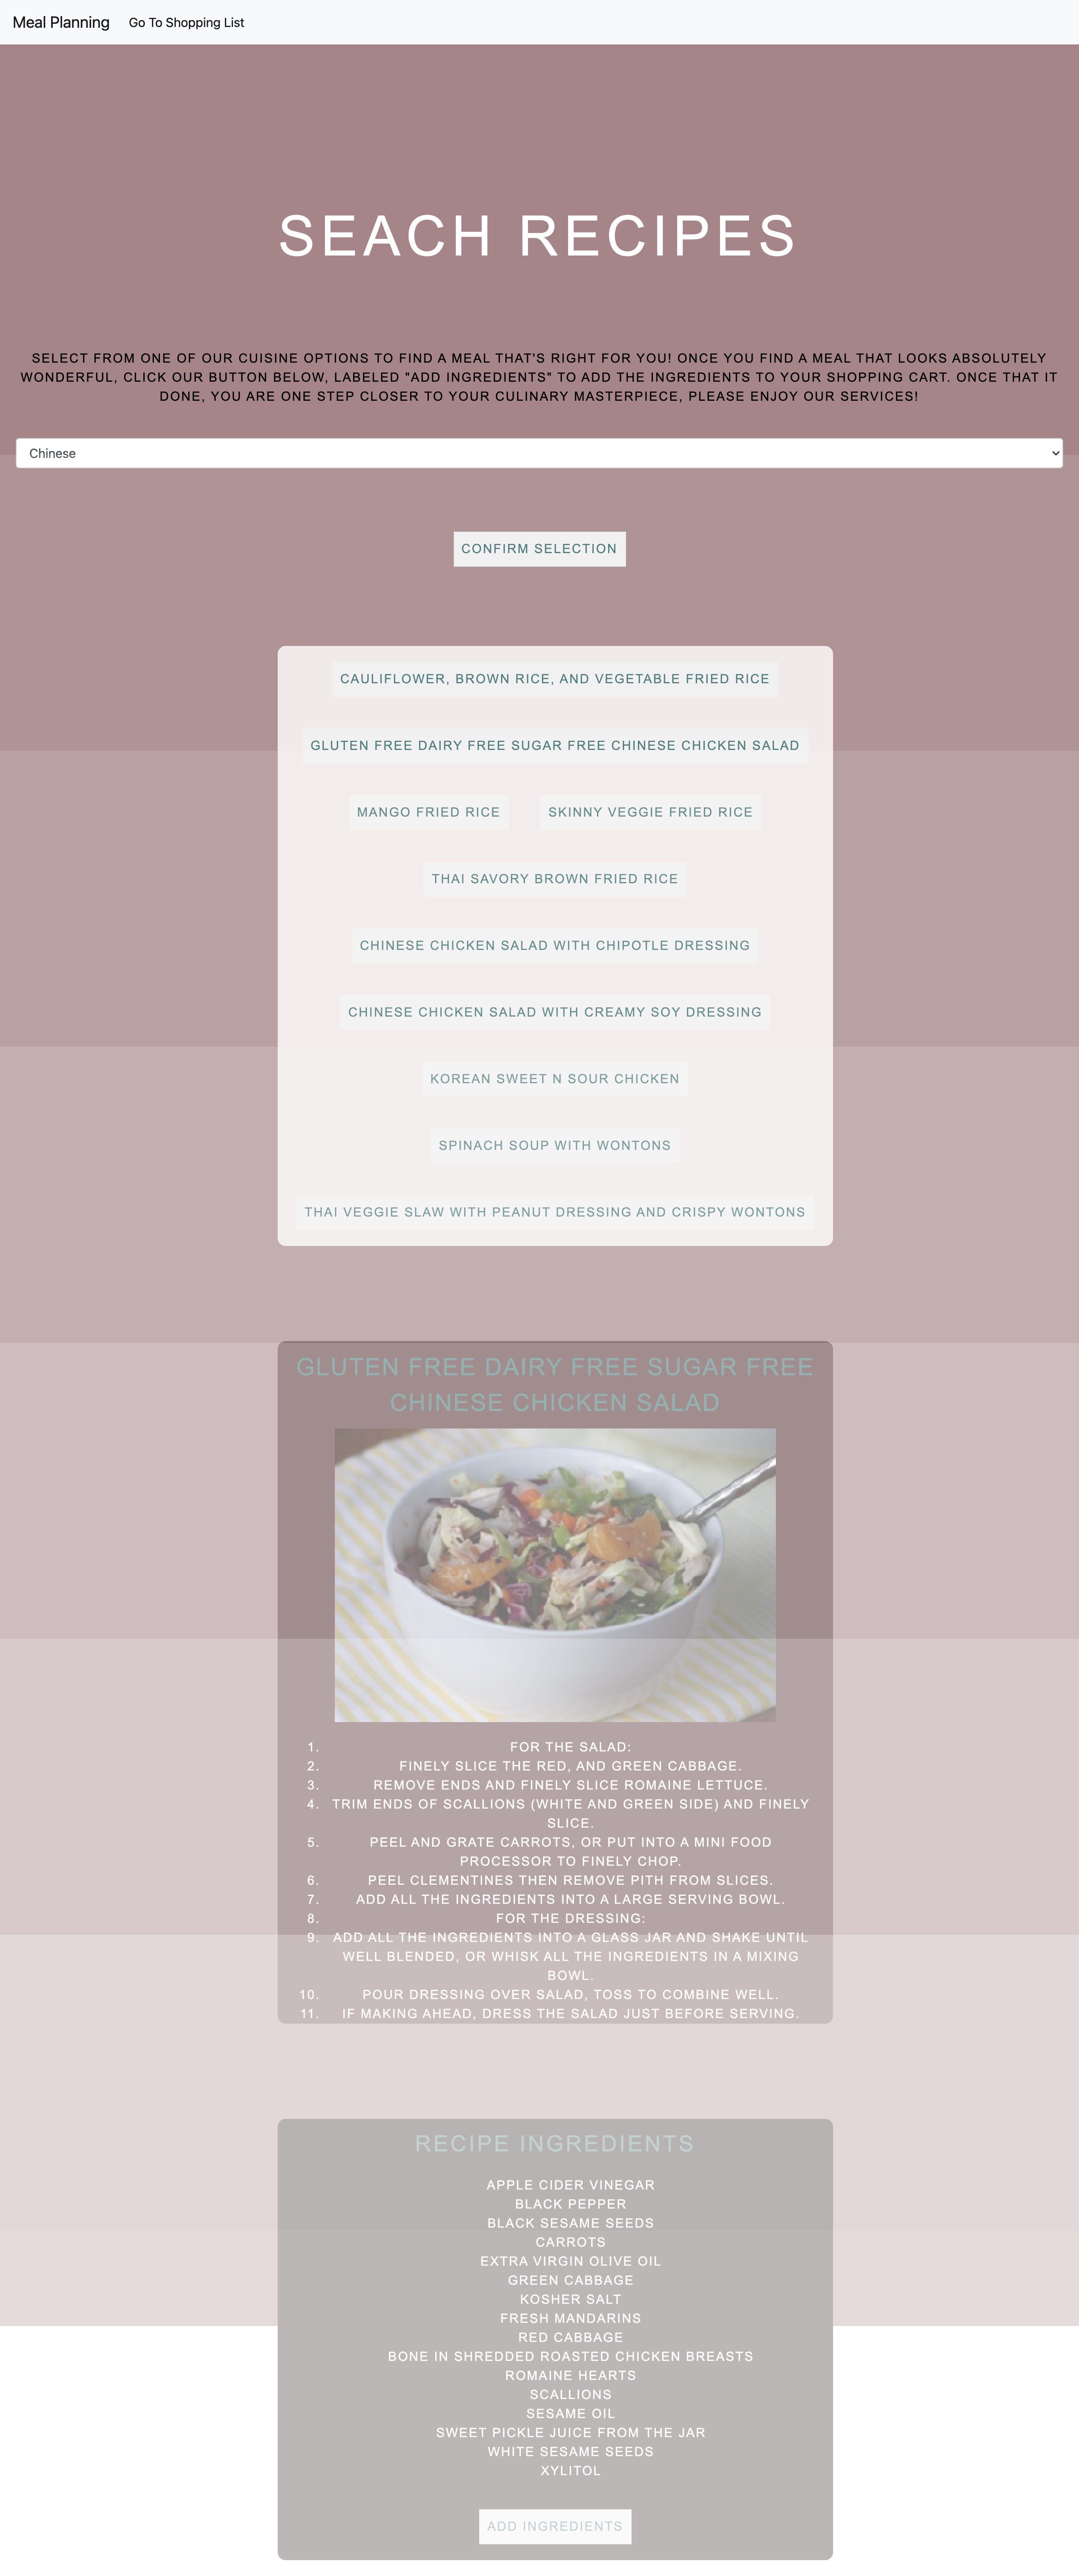 Meal Planning Go To Shopping List
SEACH RECIPES
SELECT FROM ONE OF OUR CUISINE OPTIONS TO FIND A MEAL THAT'S RIGHT FOR YOU! ONCE YOU FIND A MEAL THAT LOOKS ABSOLUTELY
WONDERFUL, CLICK OUR BUTTON BELOW, LABELED "ADD INGREDIENTS" TO ADD THE INGREDIENTS TO YOUR SHOPPING CART. ONCE THAT IT
DONE, YOU ARE ONE STEP CLOSER TO YOUR CULINARY MASTERPIECE, PLEASE ENJOY OUR SERVICES!
Chinese
CONFIRM SELECTION
CAULIFLOWER, BROWN RICE, AND VEGETABLE FRIED RICE
GLUTEN FREE DAIRY FREE SUGAR FREE CHINESE CHICKEN SALAD
MANGO FRIED RICE SKINNY VEGGIE FRIED RICE
THAI SAVORY BROWN FRIED RICE
CHINESE CHICKEN SALAD WITH CHIPOTLE DRESSING
CHINESE CHICKEN SALAD WITH CREAMY SOY DRESSING
KOREAN SWEET N SOUR CHICKEN
SPINACH SOUP WITH WONTONS
THAI VEGGIE SLAW WITH PEANUT DRESSING AND CRISPY WONTONS
GLUTEN FREE DAIRY FREE SUGAR FREE
CHINESE CHICKEN SALAD
1. FOR THE SALAD:
2. FINELY SLICE THE RED, AND GREEN CABBAGE.
3. REMOVE ENDS AND FINELY SLICE ROMAINE LETTUCE.
4. TRIM ENDS OF SCALLIONS (WHITE AND GREEN SIDE) AND FINELY
SLICE.
5. PEEL AND GRATE CARROTS, OR PUT INTO A MINI FOOD
PROCESSOR TO FINELY CHOP.
6. PEEL CLEMENTINES THEN REMOVE PITH FROM SLICES.
7. ADD ALL THE INGREDIENTS INTO A LARGE SERVING BOWL.
8. FOR THE DRESSING:
9. ADD ALL THE INGREDIENTS INTO A GLASS JAR AND SHAKE UNTIL
WELL BLENDED, OR WHISK ALL THE INGREDIENTS IN A MIXING
BOWL.
10. POUR DRESSING OVER SALAD, TOSS TO COMBINE WELL.
11. IF MAKING AHEAD, DRESS THE SALAD JUST BEFORE SERVING.
RECIPE INGREDIENTS
APPLE CIDER VINEGAR
BLACK PEPPER
BLACK SESAME SEEDS
CARROTS
EXTRA VIRGIN OLIVE OIL
GREEN CABBAGE
KOSHER SALT
FRESH MANDARINS
RED CABBAGE
BONE IN SHREDDED ROASTED CHICKEN BREASTS
ROMAINE HEARTS
SCALLIONS
SESAME OIL
SWEET PICKLE JUICE FROM THE JAR
WHITE SESAME SEEDS
XYLITOL
ADD INGREDIENTS